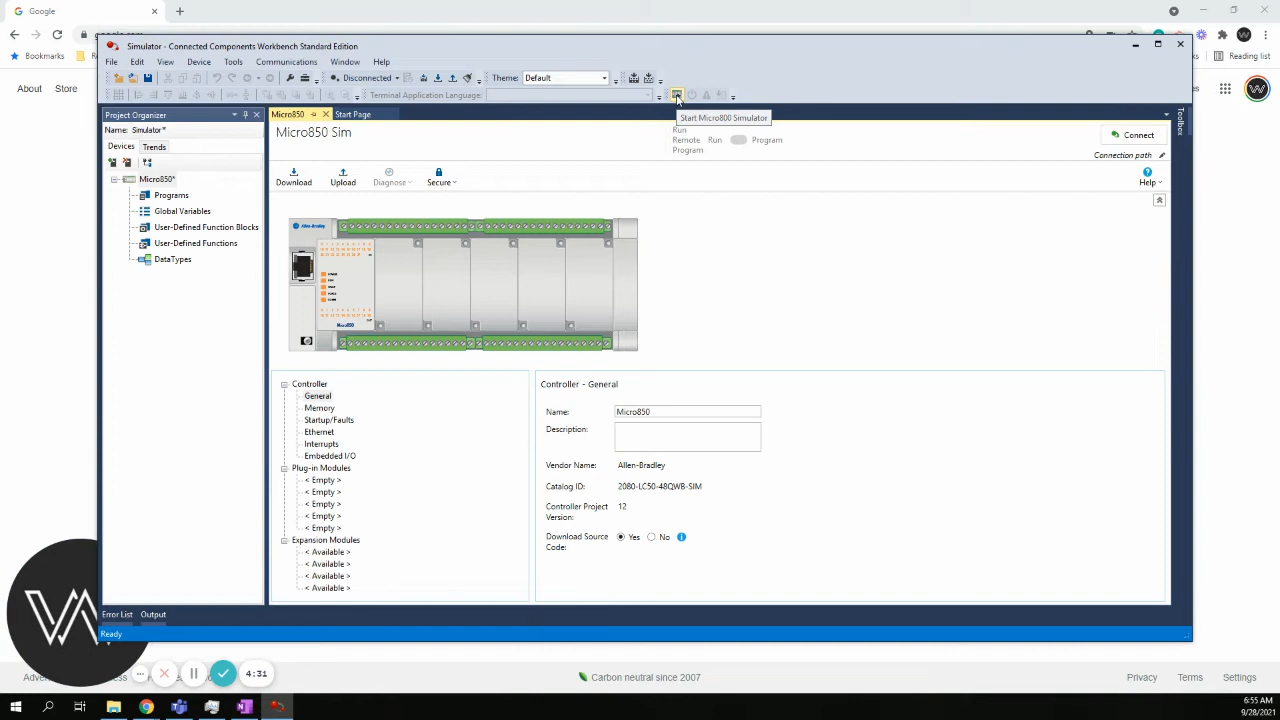 Google
google.com
Bookmarks
Reading list
About
Store
Simulator - Connected Components Workbench Standard Edition
File Edit View Device Tools Communications Window Help
Disconnected
Theme: Default
Terminal Application Language:
Start Micro800 Simulator
Project Organizer
Name: Simulator*
Devices Trends
Micro850*
Programs
Global Variables
User-Defined Function Blocks
User-Defined Functions
DataTypes
Micro850 Start Page
Toolbox
Micro850 Sim
Run
Remote Run Program
Program
Connect
Connection path
Download Upload Diagnose Secure
Help
Allen-Bradley
Micro850
Controller
General
Memory
Startup/Faults
Ethernet
Interrupts
Embedded I/O
Plug-in Modules
< Empty >
< Empty >
< Empty >
< Empty >
< Empty >
Expansion Modules
< Available >
< Available >
< Available >
< Available >
Controller - General
Name: Micro850
Description:
Vendor Name: Allen-Bradley
Catalog ID: 2080-LC50-48QWB-SIM
Controller Project Version: 12
Download Source Code: Yes No
Error List Output
Ready
4:31
Carbon neutral since 2007
Privacy Terms Settings
6:55 AM
9/28/2021